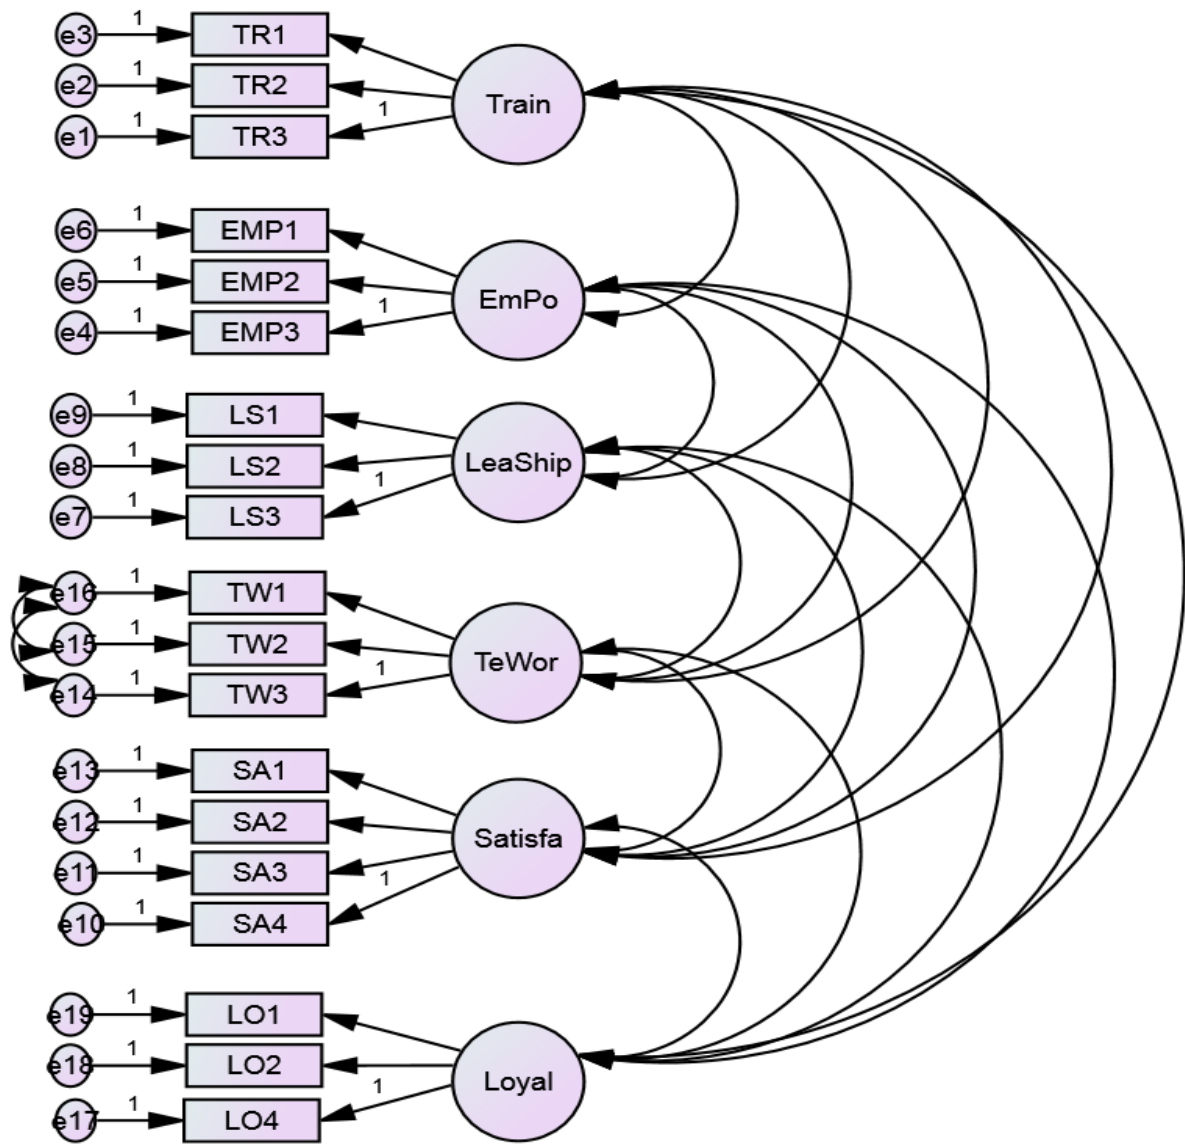 e3 1 TR1
e2 1 TR2
e1 1 TR3
1
Train
e6 1 EMP1
e5 1 EMP2
e4 1 EMP3
1
EmPo
e9 1 LS1
e8 1 LS2
e7 1 LS3
1
LeaShip
e16 1 TW1
e15 1 TW2
e14 1 TW3
1
TeWor
e13 1 SA1
e12 1 SA2
e11 1 SA3
e10 1 SA4
1
Satisfa
e19 1 LO1
e18 1 LO2
e17 1 LO4
1
Loyal